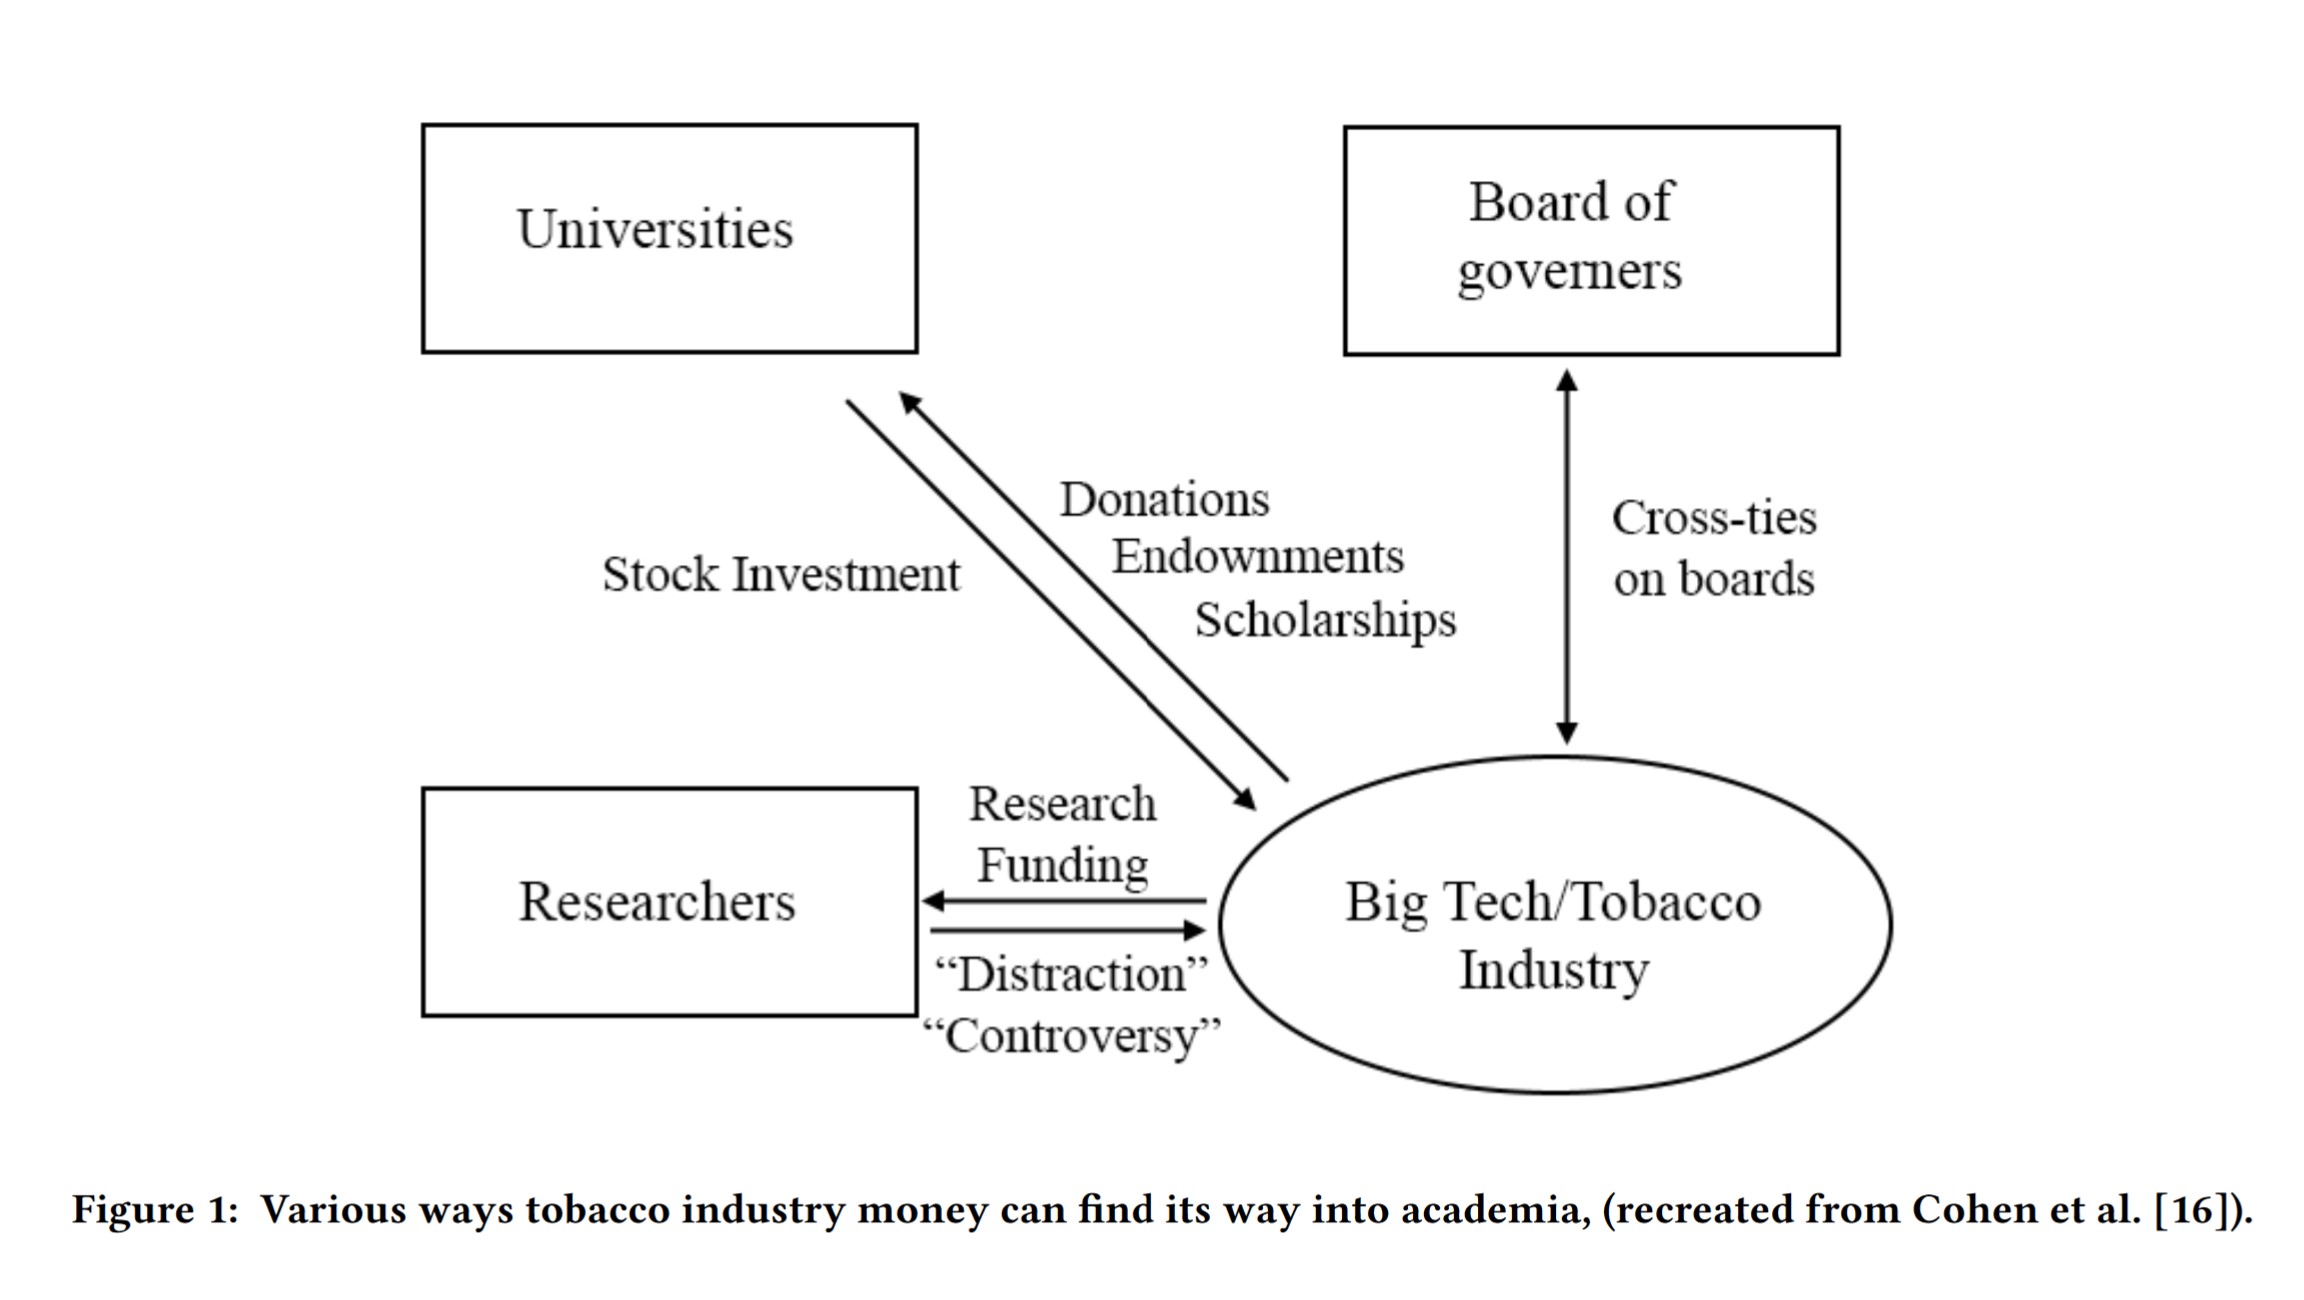 Universities
Board of
governers
Donations
Endownments
Scholarships
Stock Investment
Cross-ties
on boards
Research
Funding
Researchers
“Distraction”
“Controversy”
Big Tech/Tobacco
Industry
Figure 1: Various ways tobacco industry money can find its way into academia, (recreated from Cohen et al. [16]).